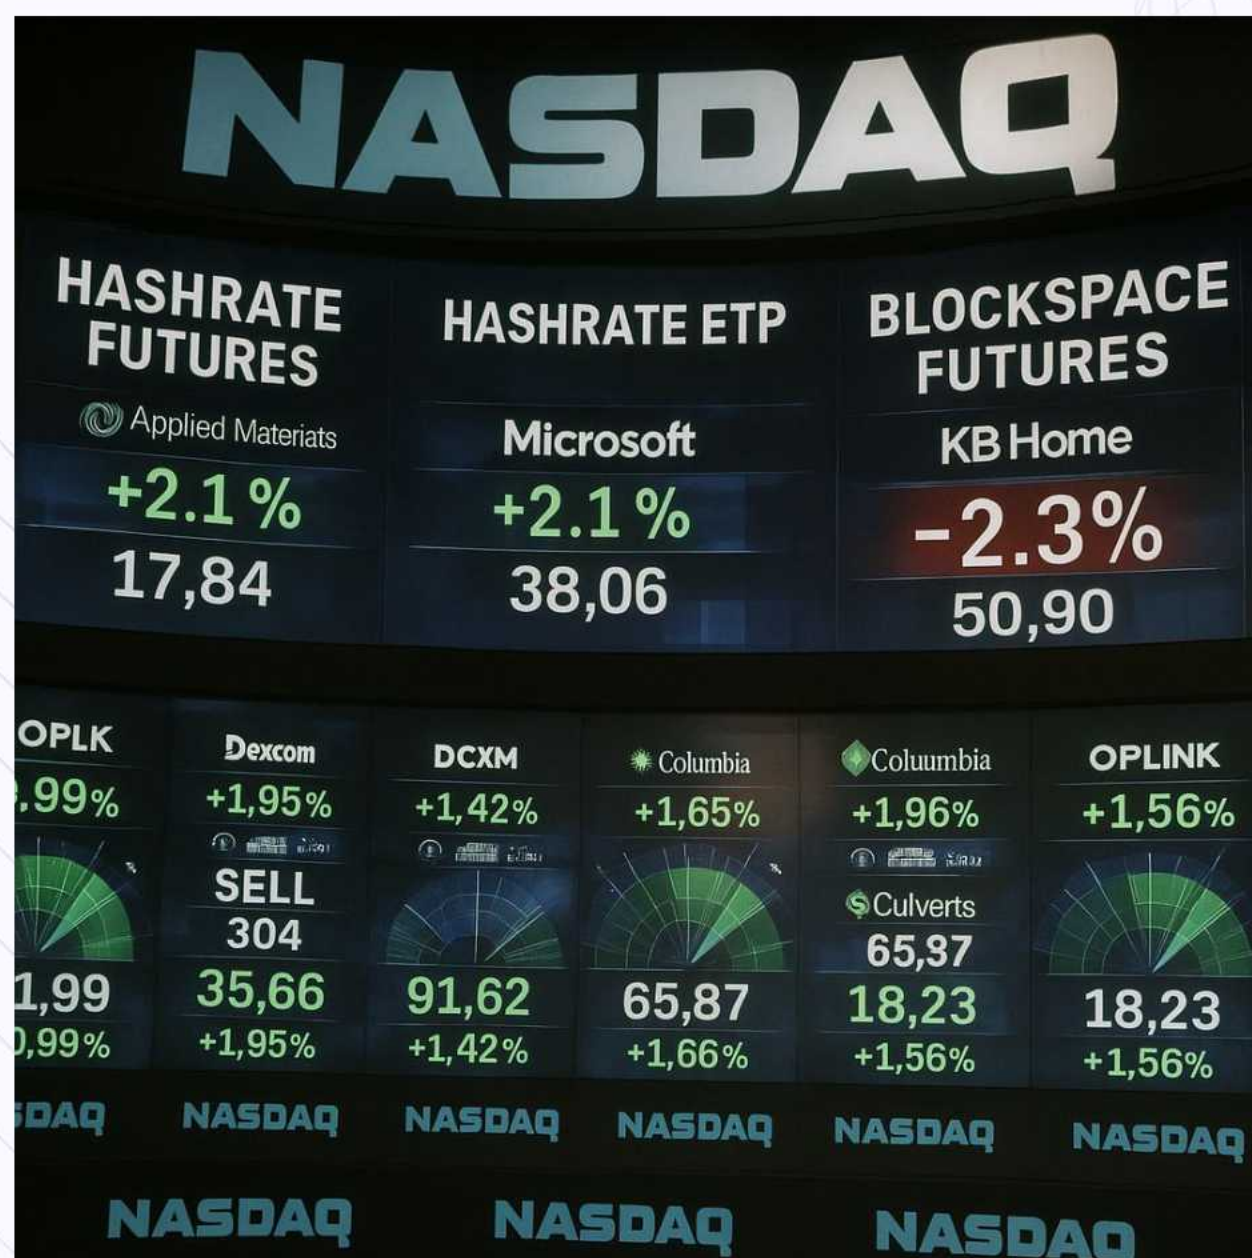 NASDAQ
HASHRATE
FUTURES
Applied Materiats
+2.1%
17,84
HASHRATE ETP
Microsoft
+2.1%
38,06
BLOCKSPACE
FUTURES
KB Home
-2.3%
50,90
OPLK
.99%
1,99
0,99%
Dexcom
+1,95%
SELL
304
35,66
+1,95%
DCXM
+1,42%
91,62
+1,42%
Columbia
+1,65%
65,87
+1,66%
Coluumbia
+1,96%
Culverts
65,97
18,23
+1,56%
OPLINK
+1,56%
18,23
+1,56%
SDAQ NASDAQ NASDAQ NASDAQ NASDAQ NASDAQ
NASDAQ NASDAQ NASDAQ